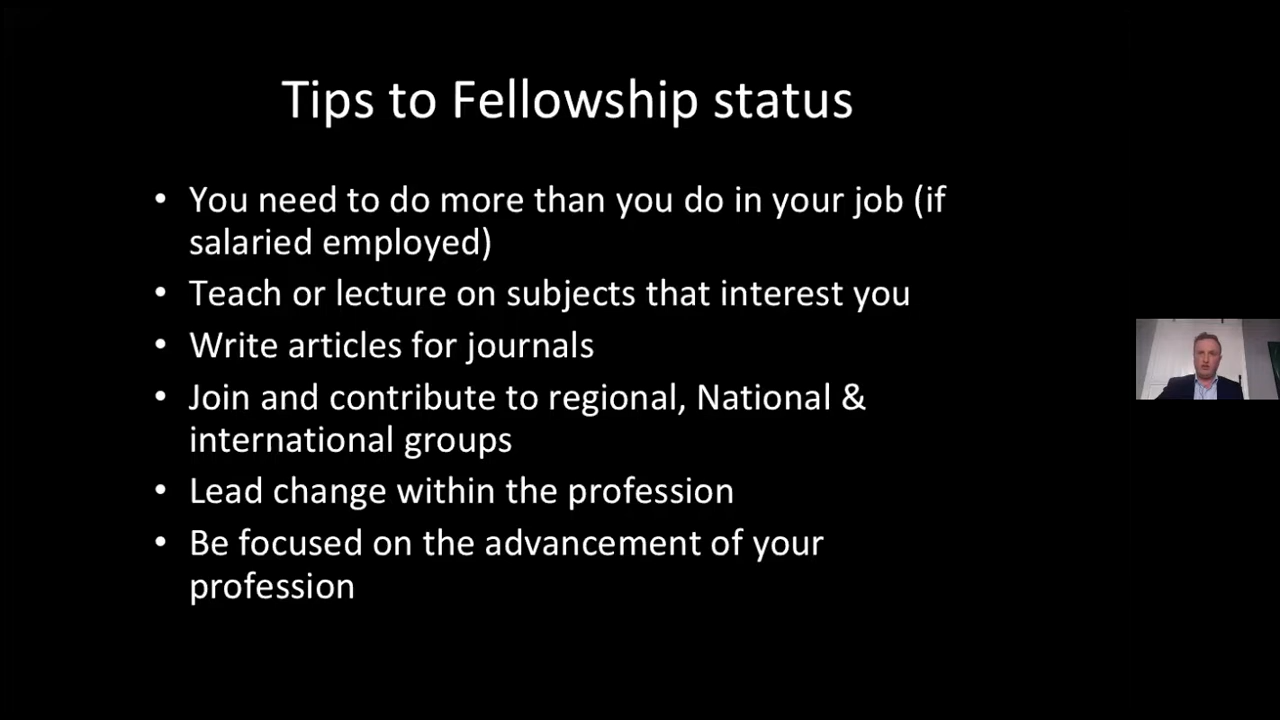 Tips to Fellowship status
• You need to do more than you do in your job (if
salaried employed)
• Teach or lecture on subjects that interest you
• Write articles for journals
• Join and contribute to regional, National &
international groups
• Lead change within the profession
• Be focused on the advancement of your
profession